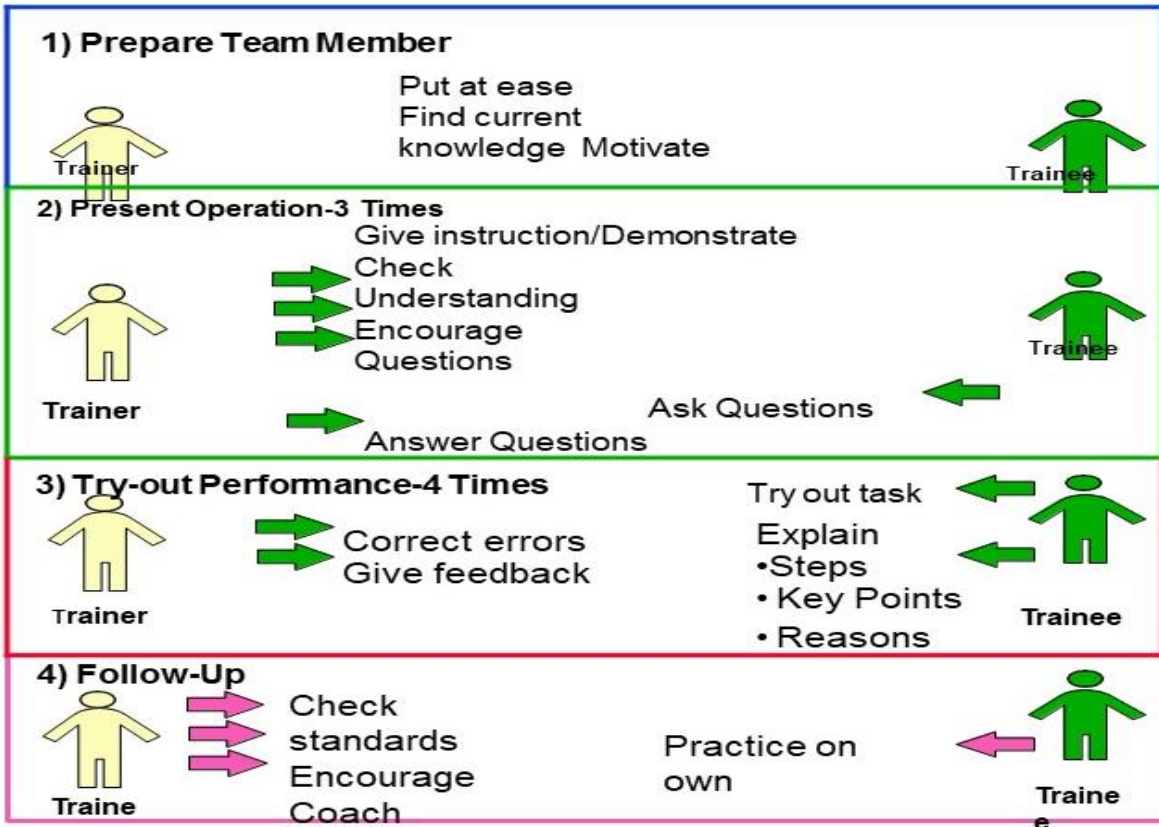 1) Prepare Team Member
Put at ease
Find current
knowledge Motivate
Trainer
Trainee
2) Present Operation-3 Times
Give instruction/Demonstrate
Check
Understanding
Encourage
Questions
Trainee
Trainer
Ask Questions
Answer Questions
3) Try-out Performance-4 Times
Try out task
Correct errors
Give feedback
Explain
•Steps
• Key Points
• Reasons
Trainer
Trainee
4) Follow-Up
Check
standards
Encourage
Coach
Practice on
own
Traine
Traine
e